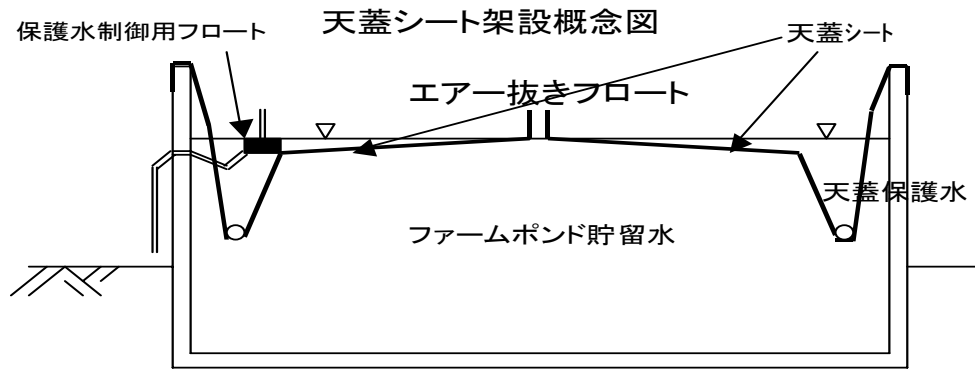 天蓋シート架設概念図
保護水制御用フロート
天蓋シート
エアー抜きフロート
天蓋保護水
ファームポンド貯留水